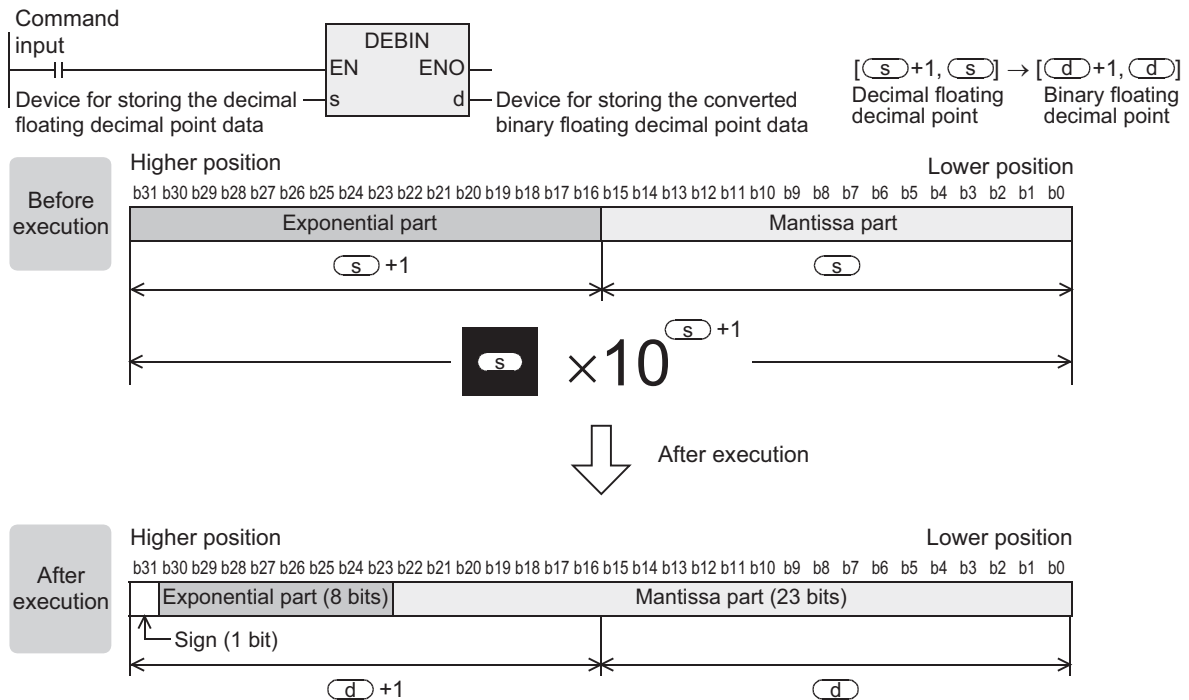 Command
input
DEBIN
EN ENO
s d
Device for storing the decimal
floating decimal point data
Device for storing the converted
binary floating decimal point data
[s+1, s] → [d+1, d]
Decimal floating
decimal point
Binary floating
decimal point
Before
execution
Higher position Lower position
b31 b30 b29 b28 b27 b26 b25 b24 b23 b22 b21 b20 b19 b18 b17 b16 b15 b14 b13 b12 b11 b10 b9 b8 b7 b6 b5 b4 b3 b2 b1 b0
Exponential part Mantissa part
s +1 s
s ×10 s +1
After execution
After
execution
Higher position Lower position
b31 b30 b29 b28 b27 b26 b25 b24 b23 b22 b21 b20 b19 b18 b17 b16 b15 b14 b13 b12 b11 b10 b9 b8 b7 b6 b5 b4 b3 b2 b1 b0
Exponential part (8 bits) Mantissa part (23 bits)
Sign (1 bit)
d +1 d